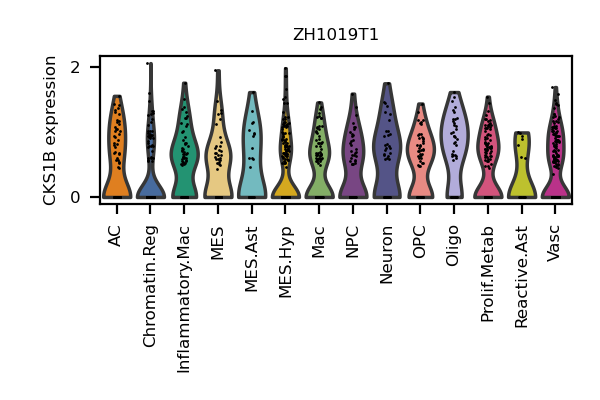 ZH1019T1
CKS1B expression
2
0
AC
Chromatin.Reg
Inflammatory.Mac
MES
MES.Ast
MES.Hyp
Mac
NPC
Neuron
OPC
Oligo
Prolif.Metab
Reactive.Ast
Vasc